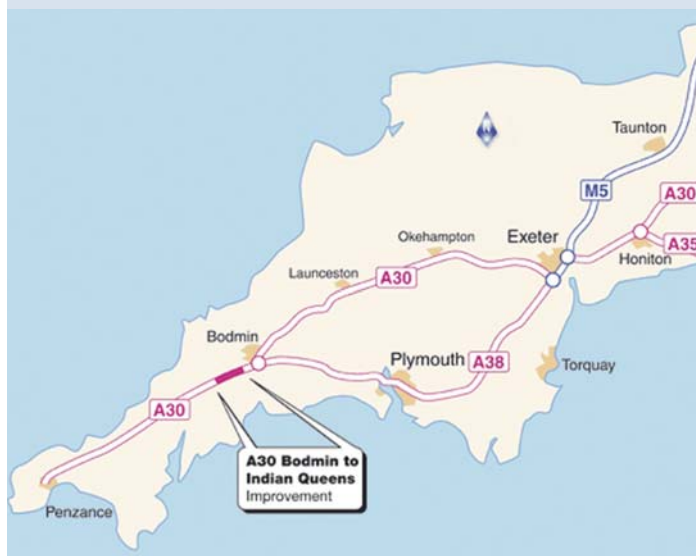 Taunton
M5
A30
Okehampton
Exeter
A35
Honiton
Launceston
A30
Bodmin
Plymouth
A38
Torquay
A30
A30 Bodmin to
Indian Queens
Improvement
Penzance